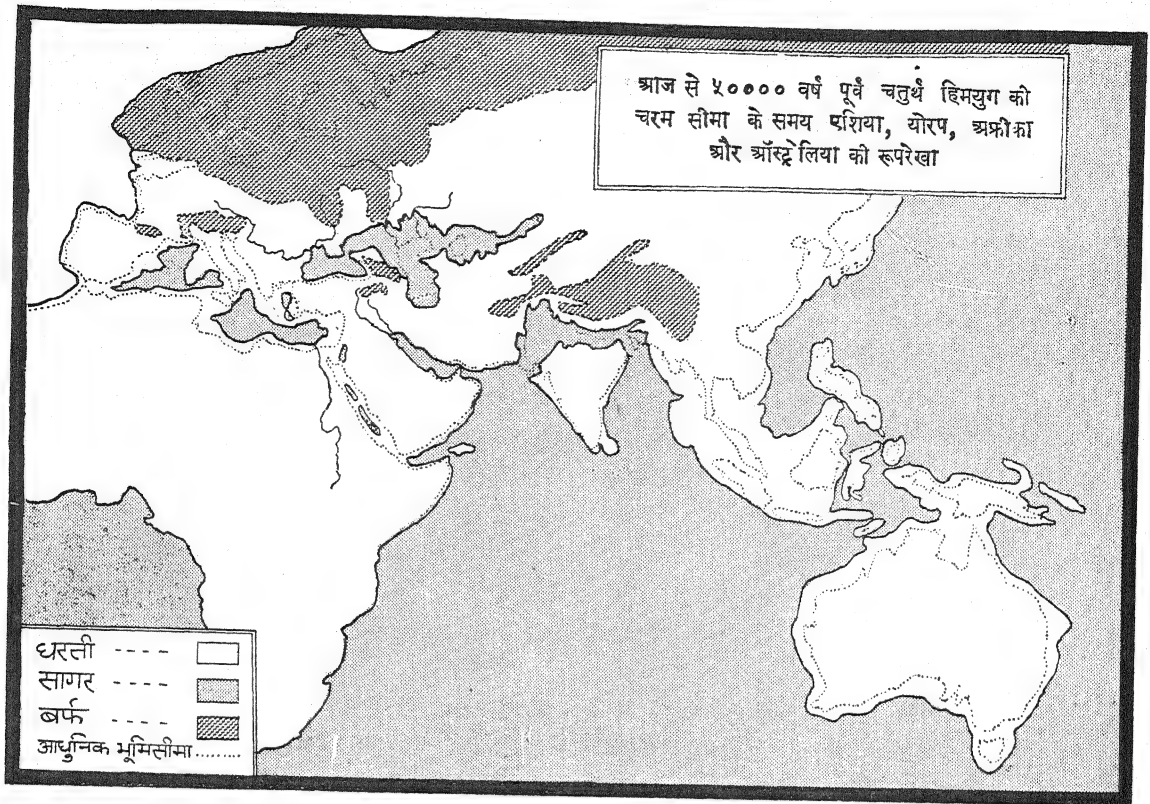 आज से ५०००० वर्ष पूर्व चतुर्थ हिमयुग की
चरम सीमा के समय एशिया, योरप, अफ्रीका
और ऑस्ट्रेलिया की रूपरेखा
धरती ----
सागर ----
बर्फ ----
आधुनिक भूमिसीमा ........